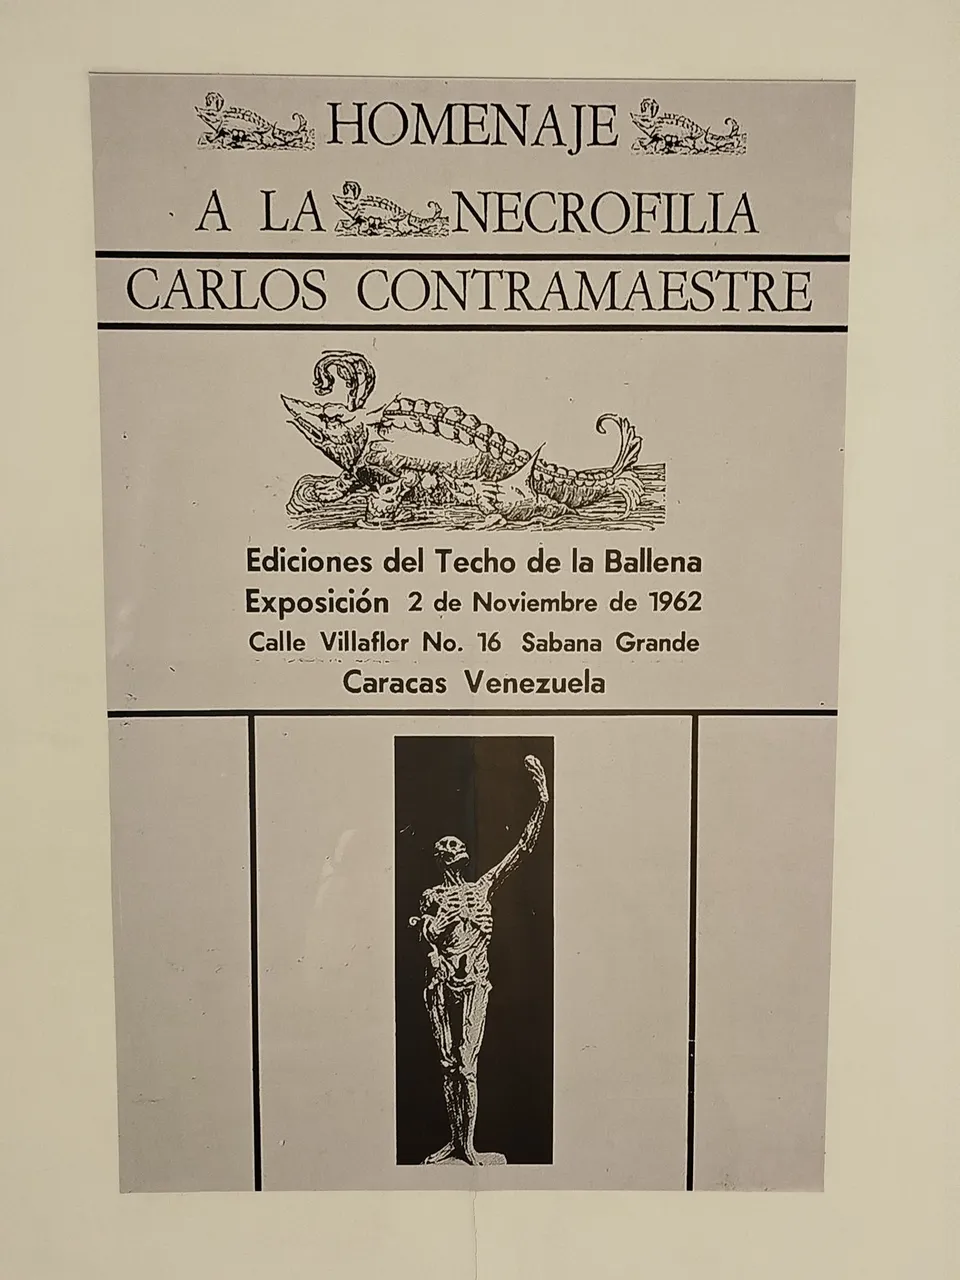 HOMENAJE
A LA NECROFILIA
CARLOS CONTRAMAESTRE
Ediciones del Techo de la Ballena
Exposición 2 de Noviembre de 1962
Calle Villaflor No. 16 Sabana Grande
Caracas Venezuela